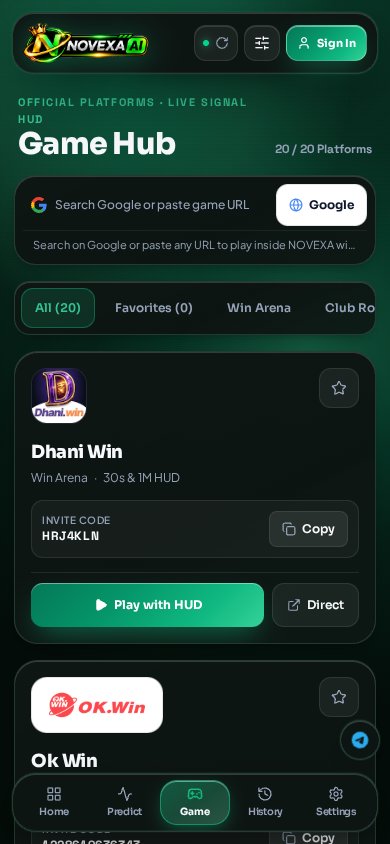 NOVEXA AI
Sign In
OFFICIAL PLATFORMS · LIVE SIGNAL
HUD
Game Hub
20 / 20 Platforms
Search Google or paste game URL
Google
Search on Google or paste any URL to play inside NOVEXA wi...
All (20)
Favorites (0)
Win Arena
Club Ro
D
Dhani.win
Dhani Win
Win Arena · 30s & 1M HUD
INVITE CODE
HRJ4KLN
Copy
Play with HUD
Direct
OK WIN
OK.Win
Ok Win
Home
Predict
Game
History
Settings
Copy